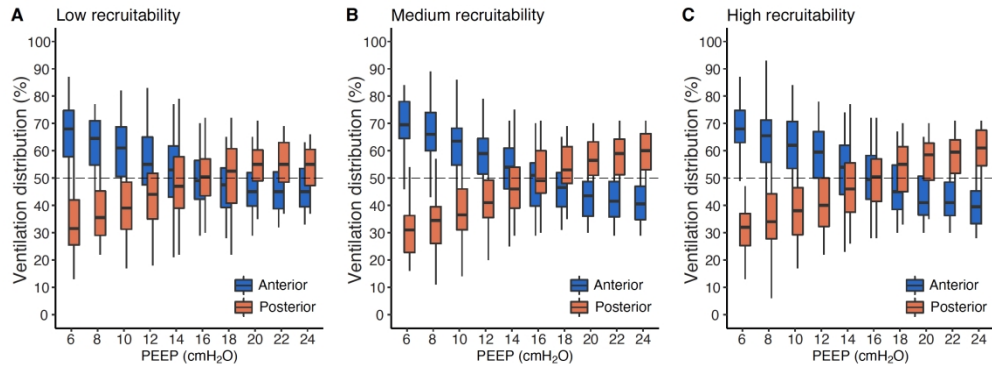 A Low recruitability
100
90
80
70
60
50
40
30
20
10
0
Ventilation distribution (%)
Anterior
Posterior
6 8 10 12 14 16 18 20 22 24
PEEP (cmH₂O)
B Medium recruitability
100
90
80
70
60
50
40
30
20
10
0
Ventilation distribution (%)
Anterior
Posterior
6 8 10 12 14 16 18 20 22 24
PEEP (cmH₂O)
C High recruitability
100
90
80
70
60
50
40
30
20
10
0
Ventilation distribution (%)
Anterior
Posterior
6 8 10 12 14 16 18 20 22 24
PEEP (cmH₂O)